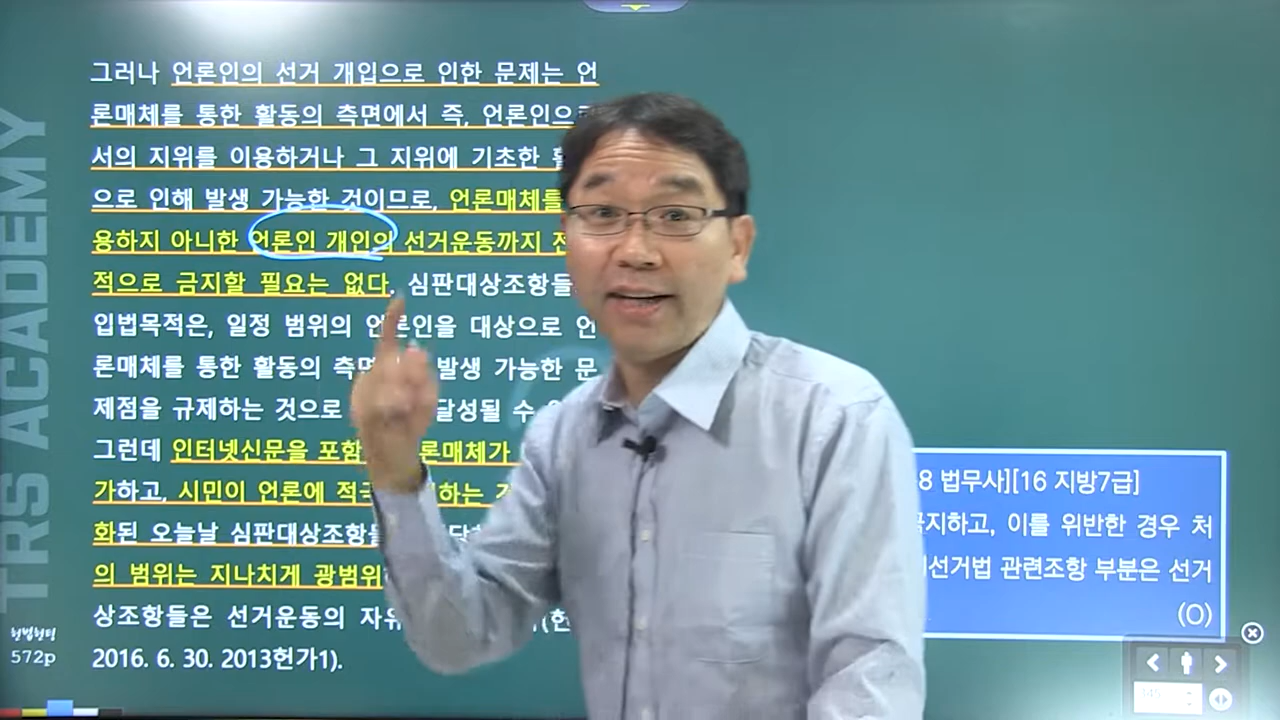 그러나 언론인의 선거 개입으로 인한 문제는 언
론매체를 통한 활동의 측면에서 즉, 언론인으로
서의 지위를 이용하거나 그 지위에 기초한
으로 인해 발생 가능한 것이므로, 언론매체를
용하지 아니한 언론인 개인의 선거운동까지
적으로 금지할 필요는 없다. 심판대상조항들
입법목적은, 일정 범위의 언론인을 대상으로 언
론매체를 통한 활동의 측면 발생 가능한 문
제점을 규제하는 것으로 달성될 수
그런데 인터넷신문을 포함 론매체가
가하고, 시민이 언론에 적극 하는
화된 오늘날 심판대상조항들
의 범위는 지나치게 광범위
상조항들은 선거운동의 자유 (헌
2016. 6. 30. 2013헌가1).
TRS ACADEMY
헌법헌터
572p
8 법무사][16 지방7급]
금지하고, 이를 위반한 경우 처
선거법 관련조항 부분은 선거
(O)
145